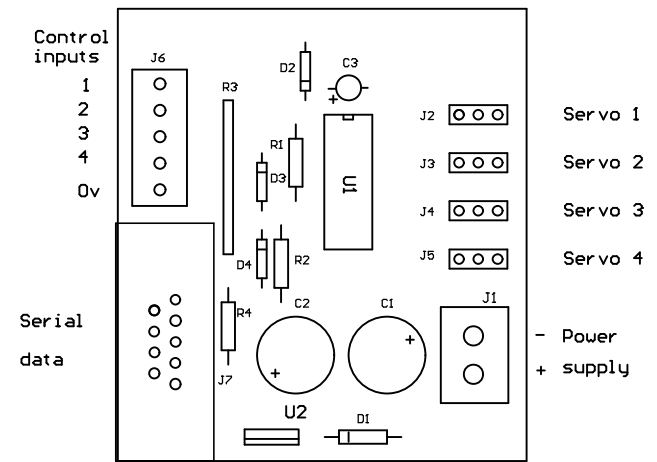 Control
inputs
J6
1
2
3
4
0v
R3
D2
C3
+
R1
D3
U1
J2
Servo 1
J3
Servo 2
J4
Servo 3
J5
Servo 4
D4
R2
Serial
data
R4
J7
C2
+
C1
+
J1
- Power
+ supply
U2
D1